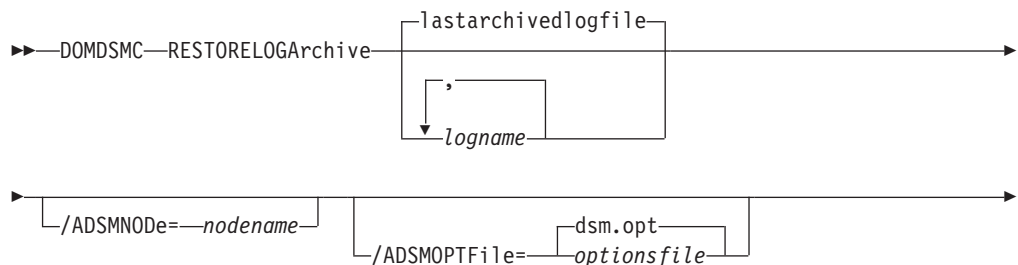 lastarchivedlogfile
DOMDSMC RESTORELOGArchive
,
logname
/ADSMNODe= nodename
dsm.opt
/ADSMOPTFile= optionsfile